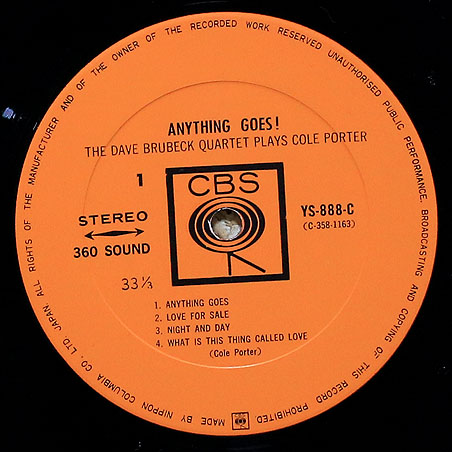 ANYTHING GOES!
THE DAVE BRUBECK QUARTET PLAYS COLE PORTER
1
CBS
STEREO
360 SOUND
33 ⅓
YS-888-C
(C-358-1163)
1. ANYTHING GOES
2. LOVE FOR SALE
3. NIGHT AND DAY
4. WHAT IS THIS THING CALLED LOVE
(Cole Porter)
MADE BY NIPPON COLUMBIA CO. LTD JAPAN. ALL RIGHTS OF THE MANUFACTURER AND OF THE OWNER OF THE RECORDED WORK RESERVED UNAUTHORISED PUBLIC PERFORMANCE, BROADCASTING AND COPYING OF THIS RECORD PROHIBITED.